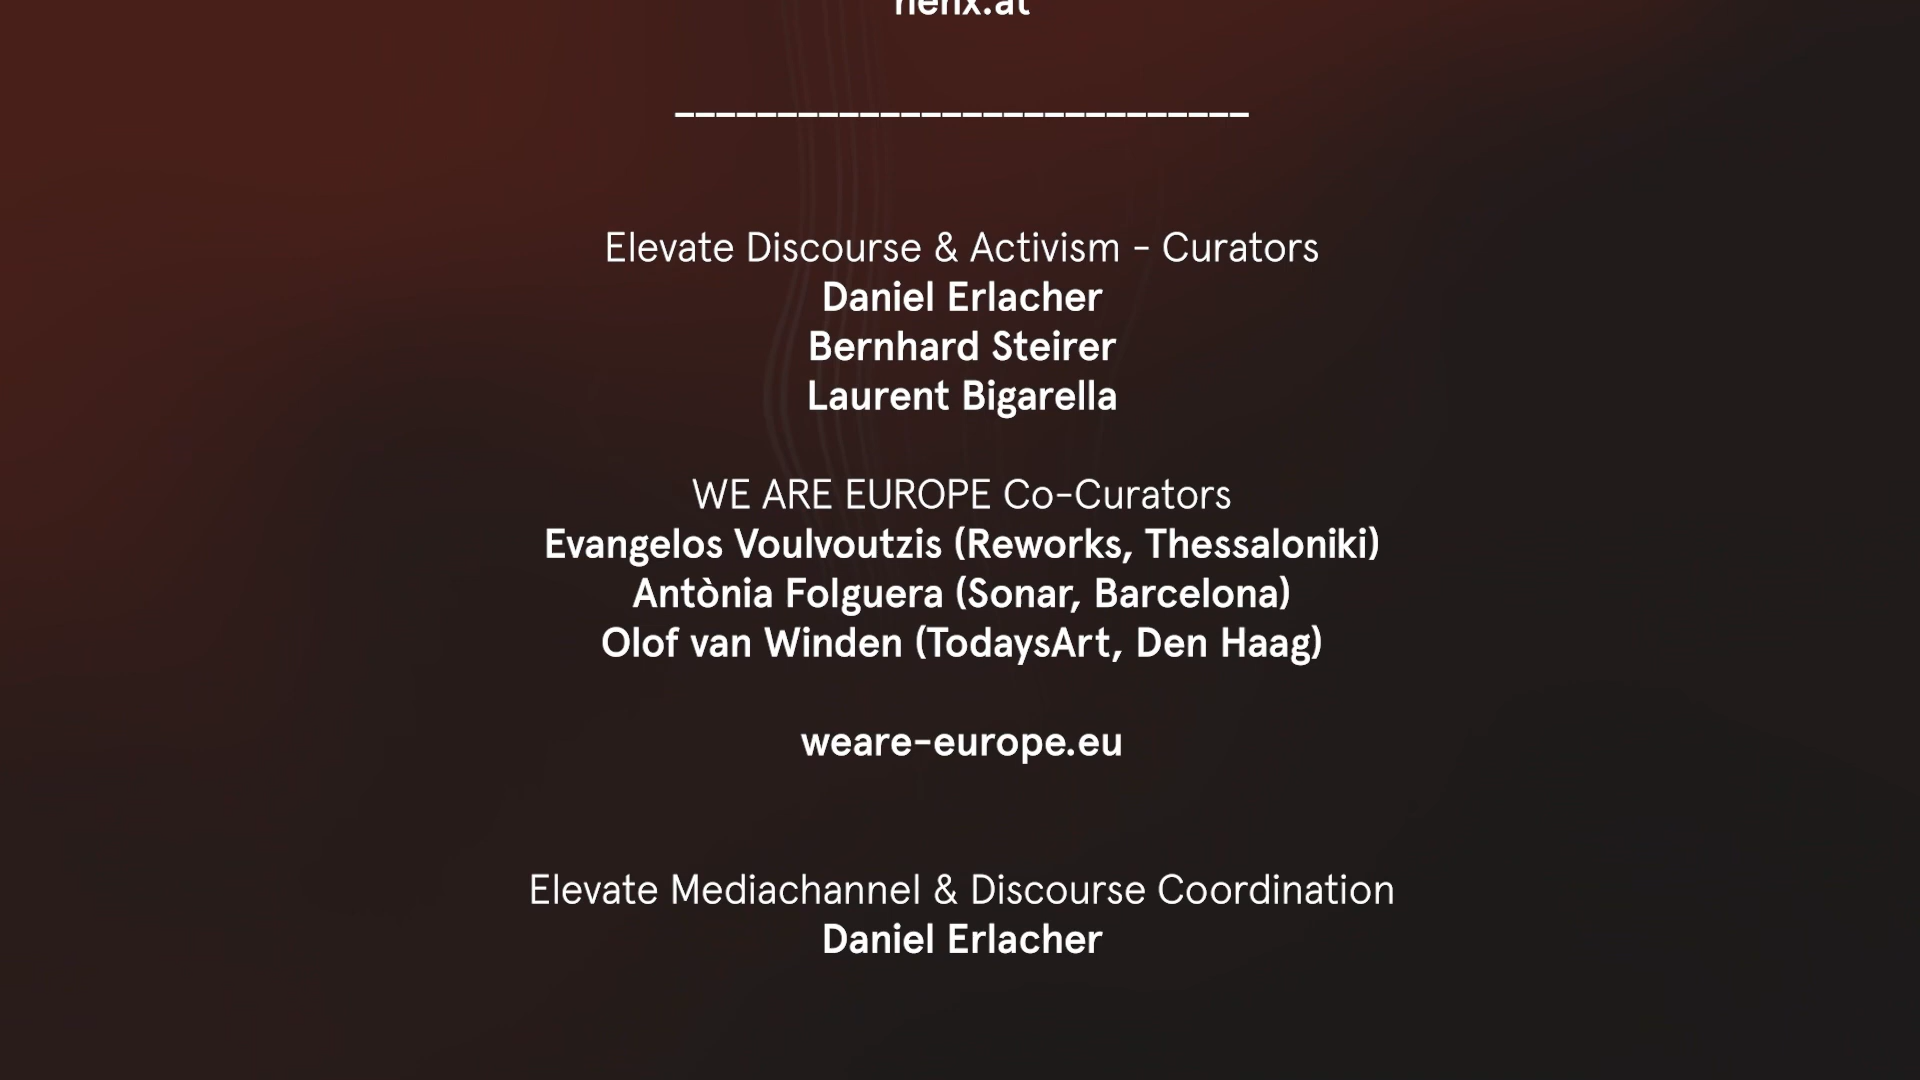 ____________________________
Elevate Discourse & Activism - Curators
Daniel Erlacher
Bernhard Steirer
Laurent Bigarella
WE ARE EUROPE Co-Curators
Evangelos Voulvoutzis (Reworks, Thessaloniki)
Antònia Folguera (Sonar, Barcelona)
Olof van Winden (TodaysArt, Den Haag)
weare-europe.eu
Elevate Mediachannel & Discourse Coordination
Daniel Erlacher